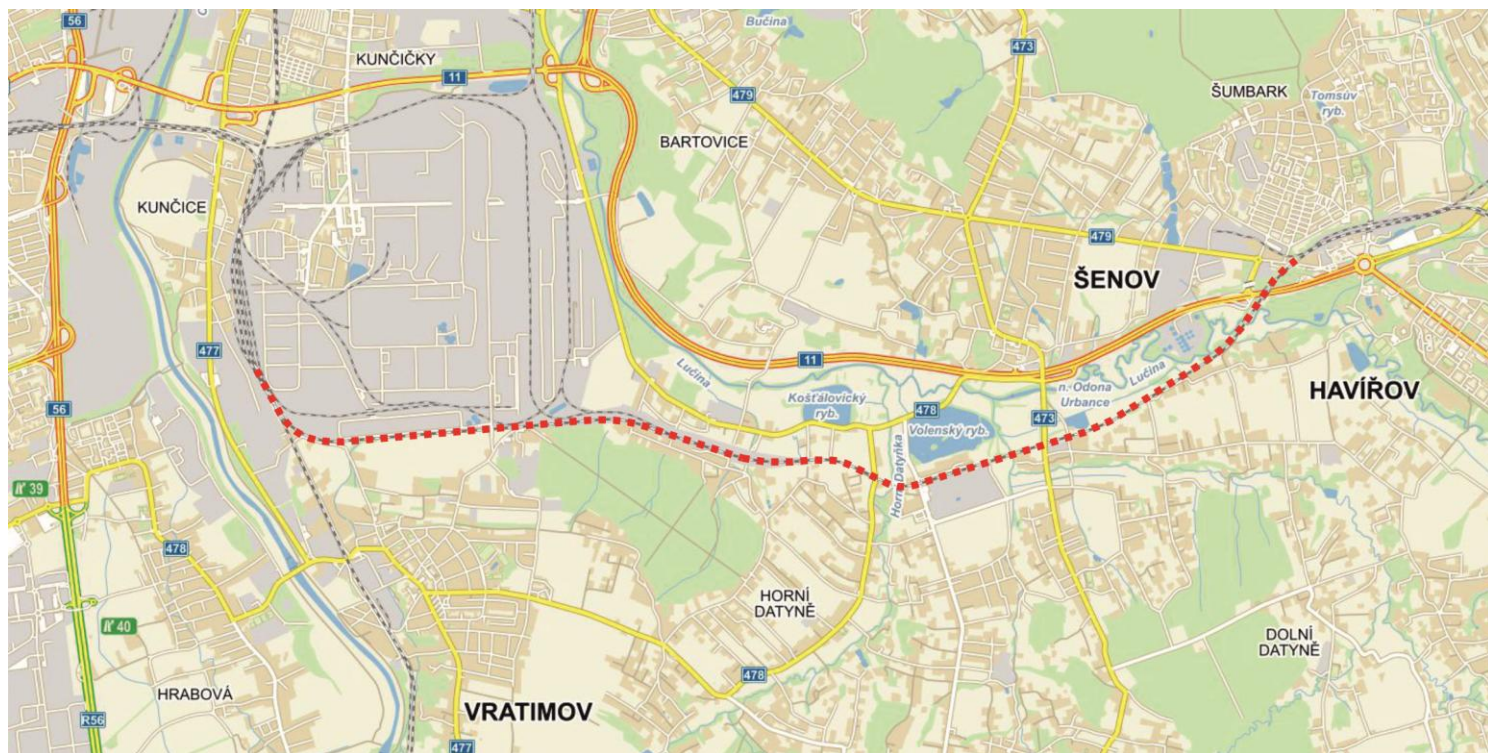 56
KUNČIČKY
Bučina
473
11
479
ŠUMBARK
Tomsův
ryb.
BARTOVICE
KUNČICE
479
ŠENOV
477
11
Lučina
Lučina
HAVÍŘOV
Košťálovický
ryb.
n. Odona
Urbance
56
478
473
Volenský ryb.
Horní Datyňka
39
478
HORNÍ
DATYNĚ
40
DOLNÍ
DATYNĚ
478
HRABOVÁ
VRATIMOV
R56
477